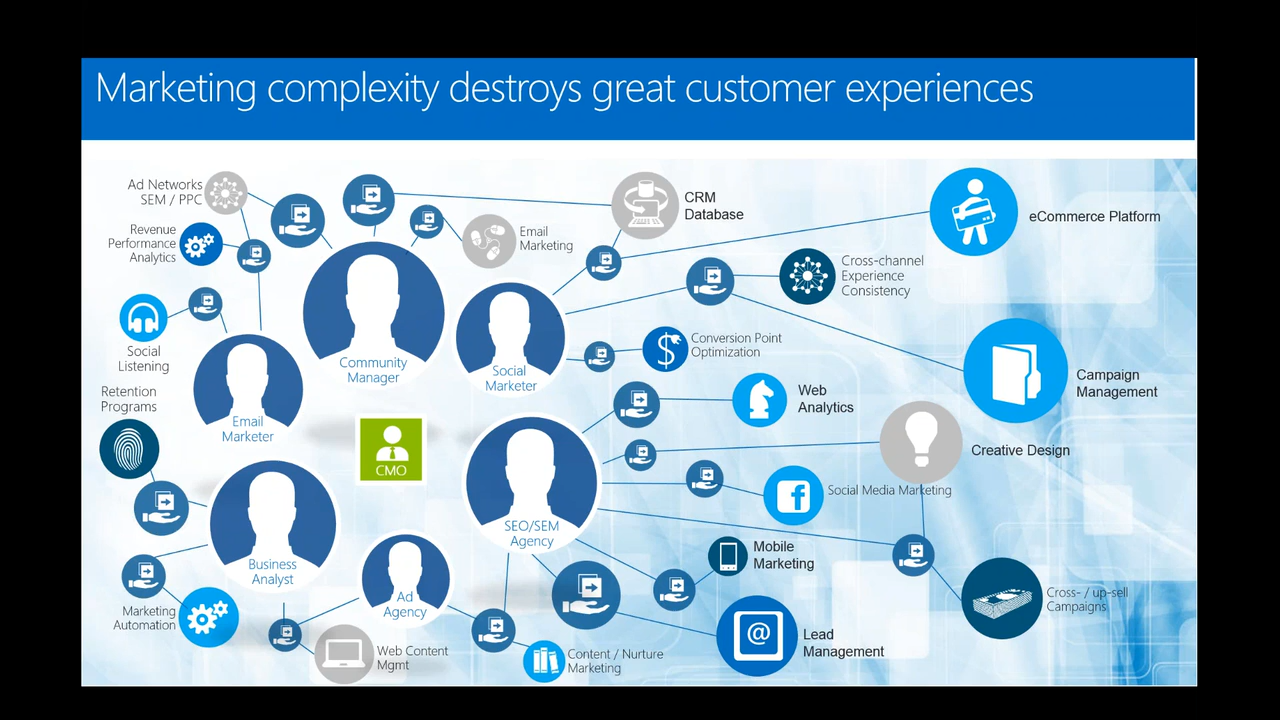 Marketing complexity destroys great customer experiences
Ad Networks
SEM / PPC
Revenue
Performance
Analytics
Social
Listening
Retention
Programs
Marketing
Automation
Community
Manager
Email
Marketer
Social
Marketer
CMO
Business
Analyst
Ad
Agency
SEO/SEM
Agency
Email
Marketing
CRM
Database
eCommerce Platform
Cross-channel
Experience
Consistency
Conversion Point
Optimization
Web
Analytics
Campaign
Management
Creative Design
f
Social Media Marketing
Mobile
Marketing
Cross- / up-sell
Campaigns
@
Lead
Management
Web Content
Mgmt
Content / Nurture
Marketing